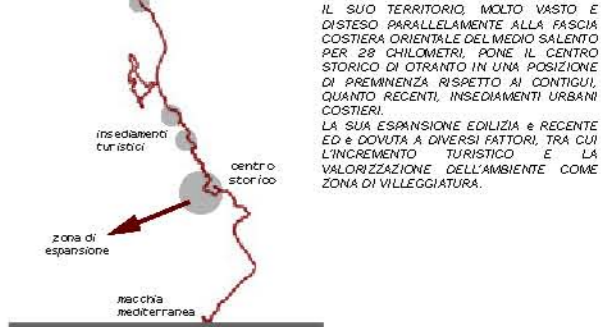 IL SUO TERRITORIO, MOLTO VASTO E
DISTESO PARALLELAMENTE ALLA FASCIA
COSTIERA ORIENTALE DEL MEDIO SALENTO
PER 28 CHILOMETRI, PONE IL CENTRO
STORICO DI OTRANTO IN UNA POSIZIONE
DI PREMINENZA RISPETTO AI CONTIGUI,
QUANTO RECENTI, INSEDIAMENTI URBANI
COSTIERI.
LA SUA ESPANSIONE EDILIZIA e RECENTE
ED e DOVUTA A DIVERSI FATTORI, TRA CUI
L'INCREMENTO TURISTICO E LA
VALORIZZAZIONE DELL'AMBIENTE COME
ZONA DI VILLEGGIATURA.
insediamenti
turistici
centro
storico
zona di
espansione
macchia
mediterranea